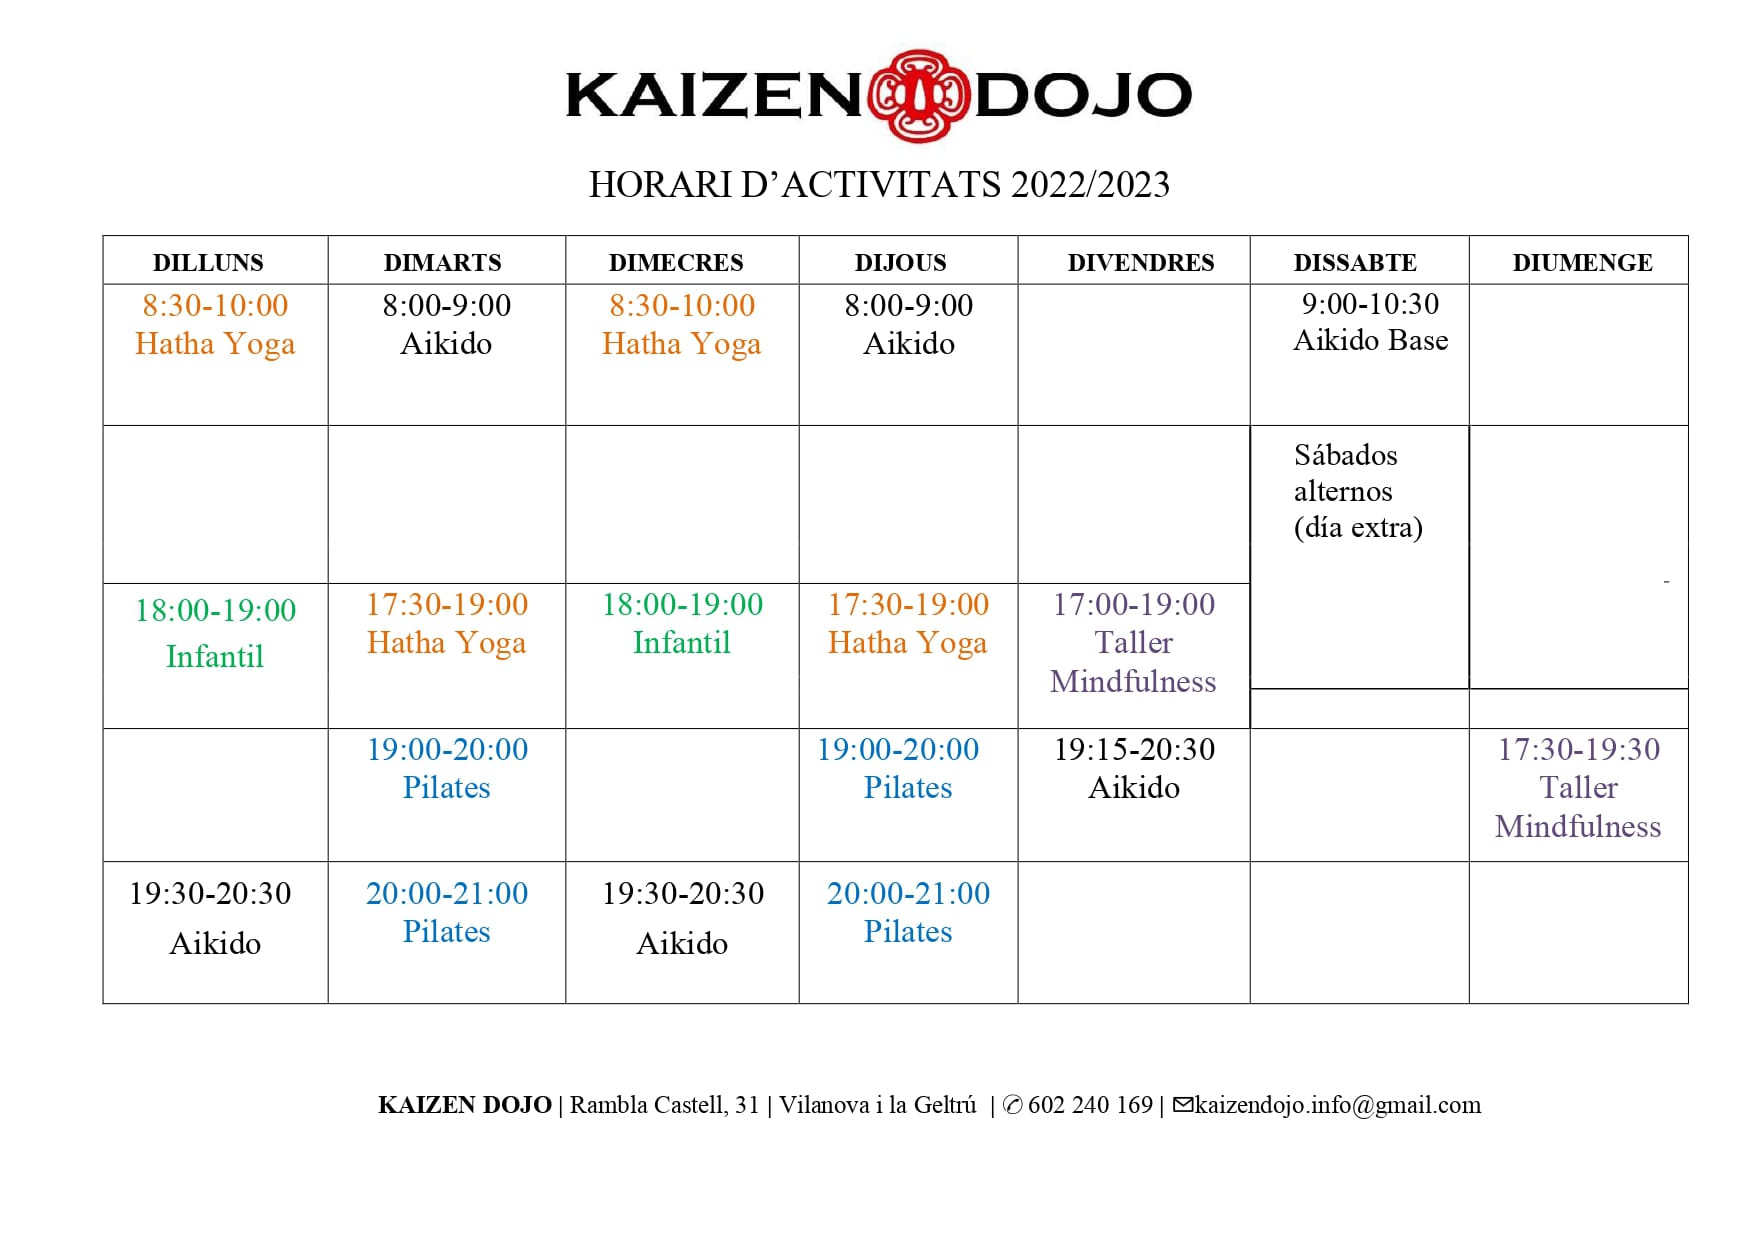 KAIZEN DOJO
HORARI D’ACTIVITATS 2022/2023
DILLUNS DIMARTS DIMECRES DIJOUS DIVENDRES DISSABTE DIUMENGE
8:30-10:00
Hatha Yoga
8:00-9:00
Aikido
8:30-10:00
Hatha Yoga
8:00-9:00
Aikido
9:00-10:30
Aikido Base
Sábados
alternos
(día extra)
-
18:00-19:00
Infantil
17:30-19:00
Hatha Yoga
18:00-19:00
Infantil
17:30-19:00
Hatha Yoga
17:00-19:00
Taller
Mindfulness
19:00-20:00
Pilates
19:00-20:00
Pilates
19:15-20:30
Aikido
17:30-19:30
Taller
Mindfulness
19:30-20:30
Aikido
20:00-21:00
Pilates
19:30-20:30
Aikido
20:00-21:00
Pilates
KAIZEN DOJO | Rambla Castell, 31 | Vilanova i la Geltrú | ✆ 602 240 169 | ✉kaizendojo.info@gmail.com